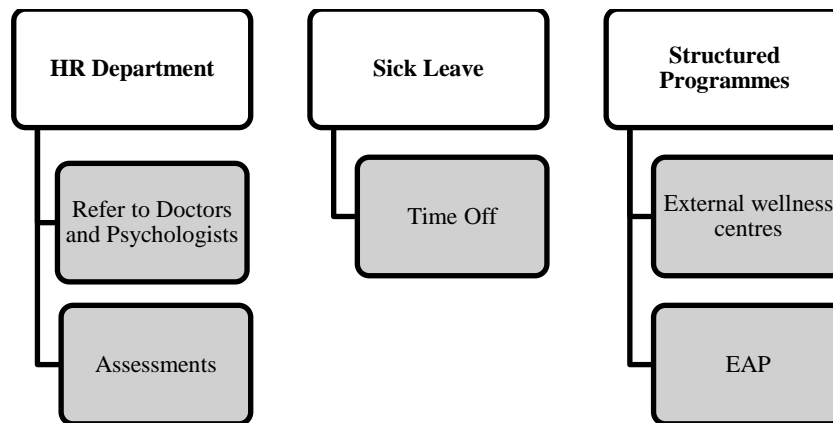 HR Department
Refer to Doctors
and Psychologists
Assessments
Sick Leave
Time Off
Structured
Programmes
External wellness
centres
EAP